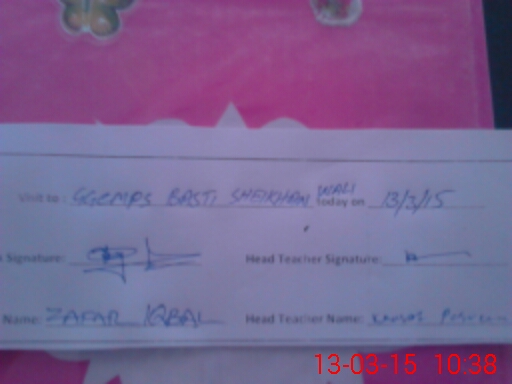 Visit to: GGCMPS BASTI SHEIKHAN WALI today on 13/3/15
Signature: Head Teacher Signature:
Name: ZAFAR IQBAL Head Teacher Name:
13-03-15 10:38